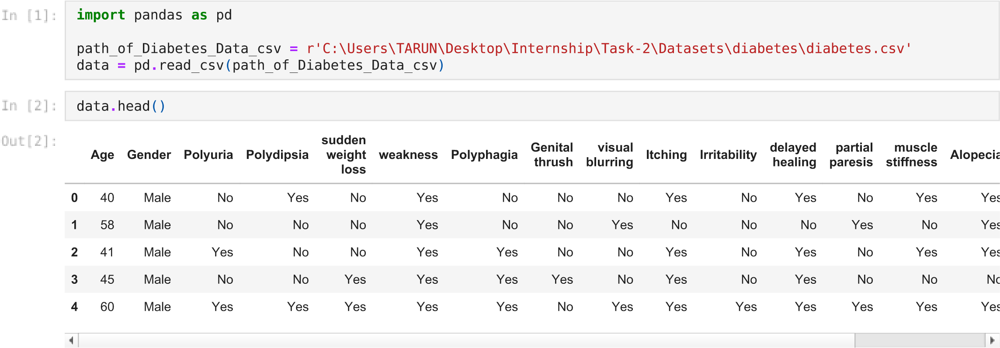 In [1]:
import pandas as pd
path_of_Diabetes_Data_csv = r'C:\Users\TARUN\Desktop\Internship\Task-2\Datasets\diabetes\diabetes.csv'
data = pd.read_csv(path_of_Diabetes_Data_csv)
In [2]:
data.head()
Out[2]:
Age Gender Polyuria Polydipsia sudden weight loss weakness Polyphagia Genital thrush visual blurring Itching Irritability delayed healing partial paresis muscle stiffness Alopecia
0 40 Male No Yes No Yes No No No Yes No Yes No Yes Yes
1 58 Male No No No Yes No No Yes No No No Yes No Yes
2 41 Male Yes No No Yes Yes No No Yes No Yes No Yes Yes
3 45 Male No No Yes Yes Yes Yes No Yes No Yes No No No
4 60 Male Yes Yes Yes Yes Yes No Yes Yes Yes Yes Yes Yes Yes